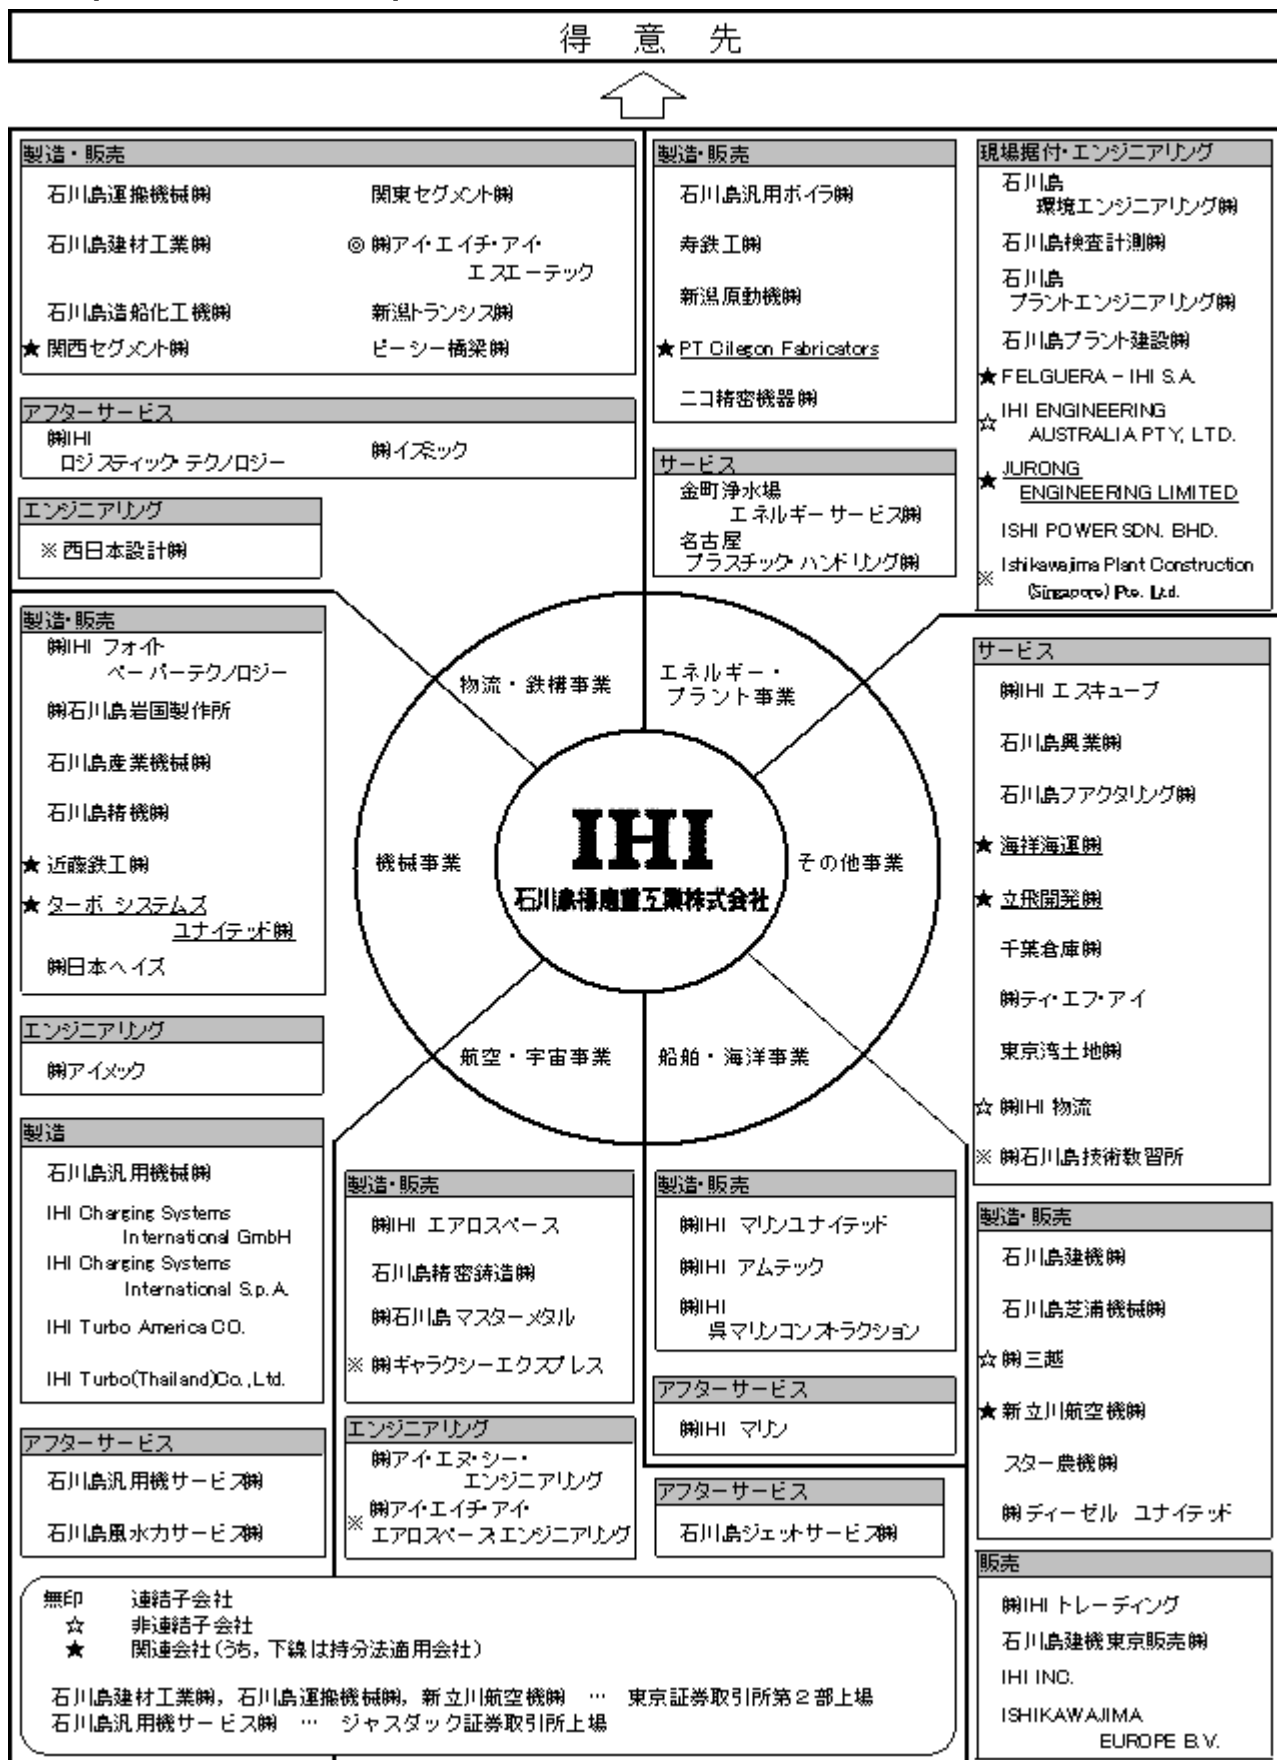 得 意 先
製造・販売
石川島運搬機械㈱
関東セグメント㈱
石川島建材工業㈱
◎ ㈱アイ・エイチ・アイ・
エスエーテック
石川島造船化工機㈱
新潟トランシス㈱
★ 関西セグメント㈱
ピーシー橋梁㈱
アフターサービス
㈱IHI
ロジスティック・テクノロジー
㈱イズミック
エンジニアリング
※ 西日本設計㈱
製造・販売
石川島汎用ボイラ㈱
寿鉄工㈱
新潟原動機㈱
★ PT Cilegon Fabricators
ニコ精密機器㈱
サービス
金町浄水場
エネルギーサービス㈱
名古屋
プラスチック・ハンドリング㈱
現場据付・エンジニアリング
石川島
環境エンジニアリング㈱
石川島検査計測㈱
石川島
プラントエンジニアリング㈱
石川島プラント建設㈱
★ FELGUERA - IHI S.A.
☆ IHI ENGINEERING
AUSTRALIA PTY, LTD.
★ JURONG
ENGINEERING LIMITED
ISHI POWER SDN. BHD.
※ Ishikawajima Plant Construction
(Singapore) Pte. Ltd.
製造・販売
㈱IHI フォイト
ペーパーテクノロジー
㈱石川島岩国製作所
石川島産業機械㈱
石川島精機㈱
★ 近藤鉄工㈱
★ ターボ システムズ
ユナイテッド㈱
㈱日本ヘイズ
エンジニアリング
㈱アイメック
製造
石川島汎用機械㈱
IHI Charging Systems
International GmbH
IHI Charging Systems
International S.p.A.
IHI Turbo America CO.
IHI Turbo(Thailand)Co.,Ltd.
アフターサービス
石川島汎用機サービス㈱
石川島風水力サービス㈱
物流・鉄構事業
エネルギー・
プラント事業
機械事業
その他事業
航空・宇宙事業
船舶・海洋事業
IHI
石川島播磨重工業株式会社
製造・販売
㈱IHI エアロスペース
石川島精密鋳造㈱
㈱石川島マスターメタル
※ ㈱ギャラクシーエクスプレス
エンジニアリング
㈱アイ・エヌ・シー・
エンジニアリング
※ ㈱アイ・エイチ・アイ・
エアロスペース・エンジニアリング
製造・販売
㈱IHI マリンユナイテッド
㈱IHI アムテック
㈱IHI
呉マリンコンストラクション
アフターサービス
㈱IHI マリン
アフターサービス
石川島ジェットサービス㈱
サービス
㈱IHI エスキューブ
石川島興業㈱
石川島ファクタリング㈱
★ 海祥海運㈱
★ 立飛開発㈱
千葉倉庫㈱
㈱ティ・エフ・アイ
東京湾土地㈱
☆ ㈱IHI 物流
※ ㈱石川島技術教習所
製造・販売
石川島建機㈱
石川島芝浦機械㈱
☆ ㈱三越
★ 新立川航空機㈱
スター農機㈱
㈱ディーゼル ユナイテッド
販売
㈱IHI トレーディング
石川島建機東京販売㈱
IHI INC.
ISHIKAWAJIMA
EUROPE B.V.
無印 連結子会社
☆ 非連結子会社
★ 関連会社(うち,下線は持分法適用会社)
石川島建材工業㈱,石川島運搬機械㈱,新立川航空機㈱ … 東京証券取引所第2部上場
石川島汎用機サービス㈱ … ジャスダック証券取引所上場